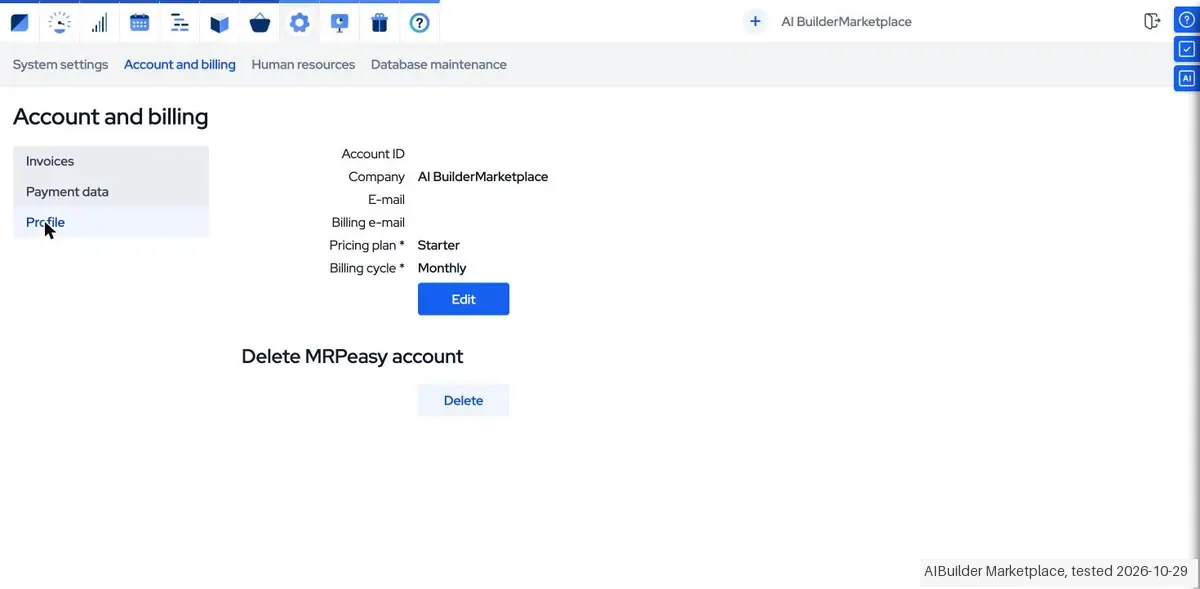 AI BuilderMarketplace
System settings Account and billing Human resources Database maintenance
Account and billing
Invoices
Payment data
Profile
Account ID
Company AI BuilderMarketplace
E-mail
Billing e-mail
Pricing plan * Starter
Billing cycle * Monthly
Edit
Delete MRPeasy account
Delete
AI
AIBuilder Marketplace, tested 2026-10-29